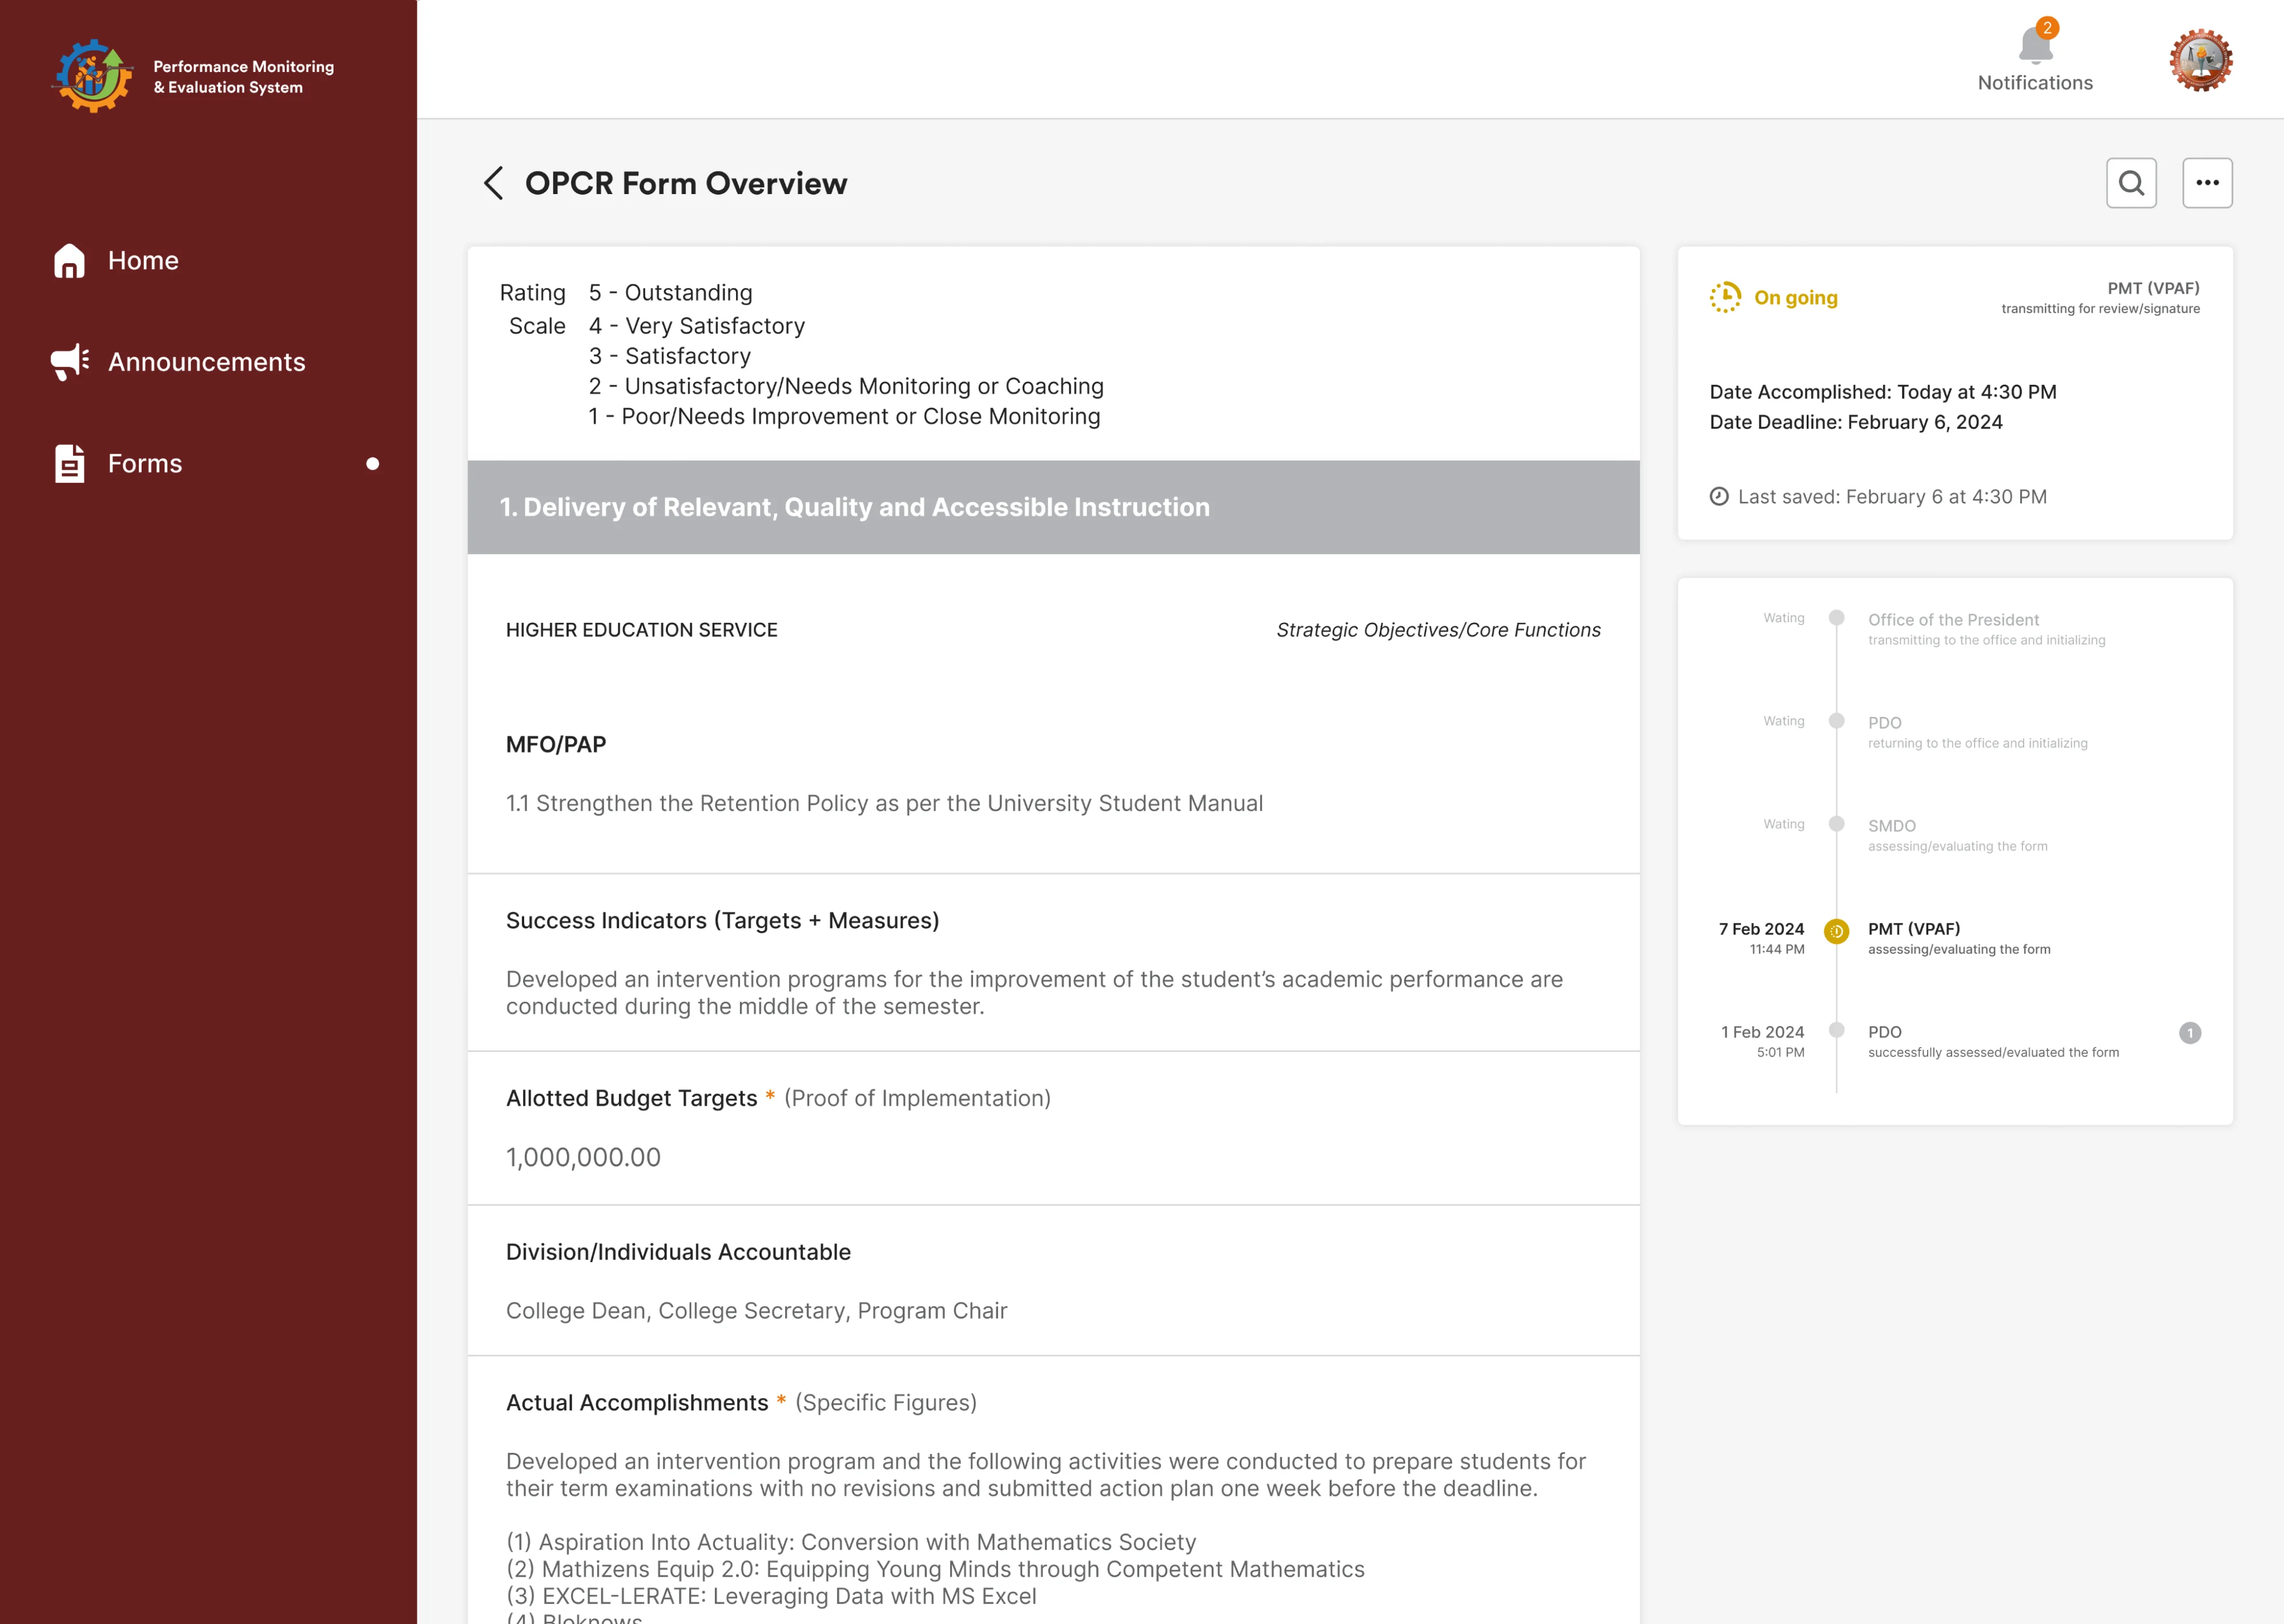 Performance Monitoring
& Evaluation System
Home
Announcements
Forms
2
Notifications
OPCR Form Overview
Rating 5 - Outstanding
Scale 4 - Very Satisfactory
3 - Satisfactory
2 - Unsatisfactory/Needs Monitoring or Coaching
1 - Poor/Needs Improvement or Close Monitoring
1. Delivery of Relevant, Quality and Accessible Instruction
HIGHER EDUCATION SERVICE Strategic Objectives/Core Functions
MFO/PAP
1.1 Strengthen the Retention Policy as per the University Student Manual
Success Indicators (Targets + Measures)
Developed an intervention programs for the improvement of the student’s academic performance are
conducted during the middle of the semester.
Allotted Budget Targets * (Proof of Implementation)
1,000,000.00
Division/Individuals Accountable
College Dean, College Secretary, Program Chair
Actual Accomplishments * (Specific Figures)
Developed an intervention program and the following activities were conducted to prepare students for
their term examinations with no revisions and submitted action plan one week before the deadline.
(1) Aspiration Into Actuality: Conversion with Mathematics Society
(2) Mathizens Equip 2.0: Equipping Young Minds through Competent Mathematics
(3) EXCEL-LERATE: Leveraging Data with MS Excel
(4) Bloknows
On going
PMT (VPAF)
transmitting for review/signature
Date Accomplished: Today at 4:30 PM
Date Deadline: February 6, 2024
Last saved: February 6 at 4:30 PM
Wating Office of the President
transmitting to the office and initializing
Wating PDO
returning to the office and initializing
Wating SMDO
assessing/evaluating the form
7 Feb 2024 PMT (VPAF)
11:44 PM assessing/evaluating the form
1 Feb 2024 PDO 1
5:01 PM successfully assessed/evaluated the form